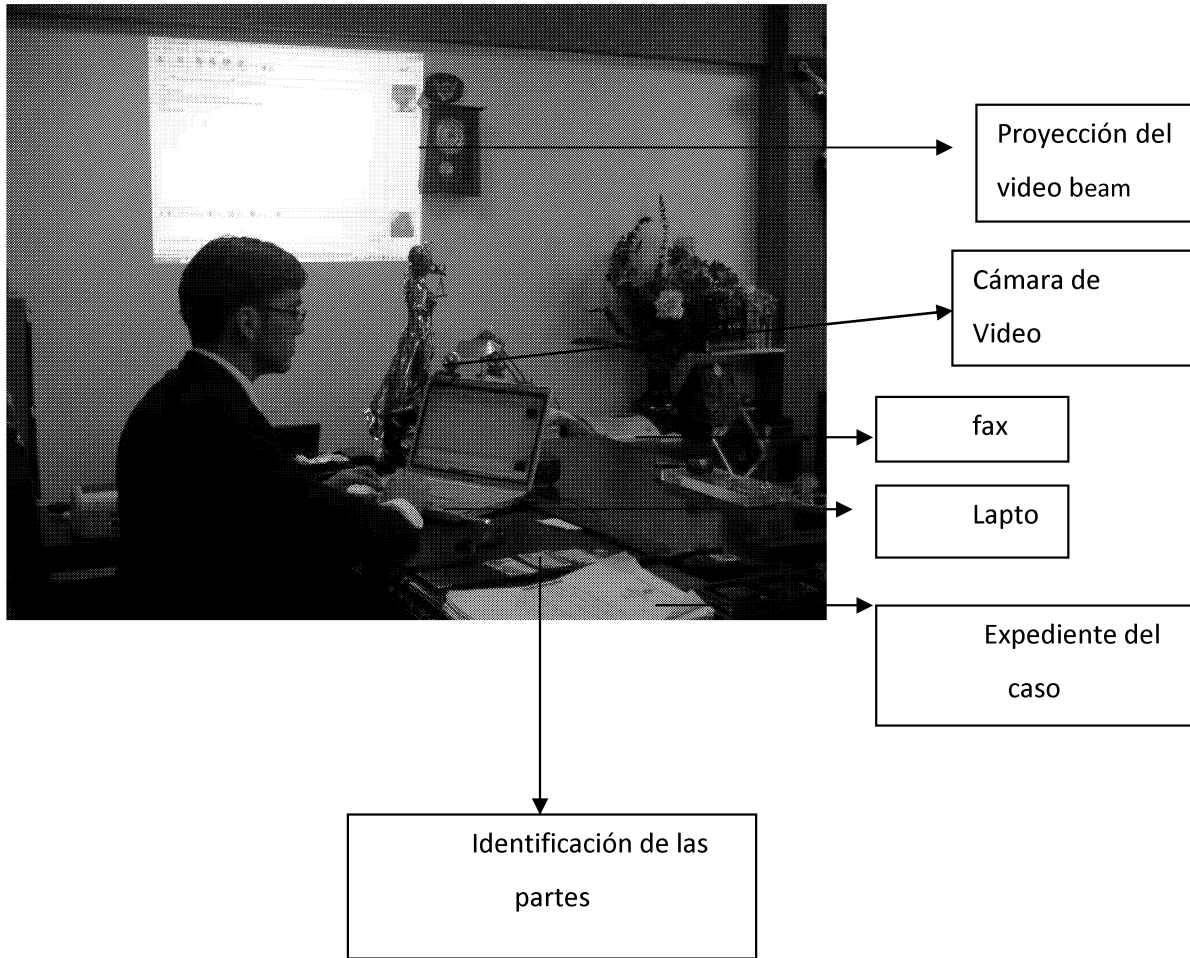 Proyección del
video beam
Cámara de
Video
fax
Lapto
Expediente del
caso
Identificación de las
partes